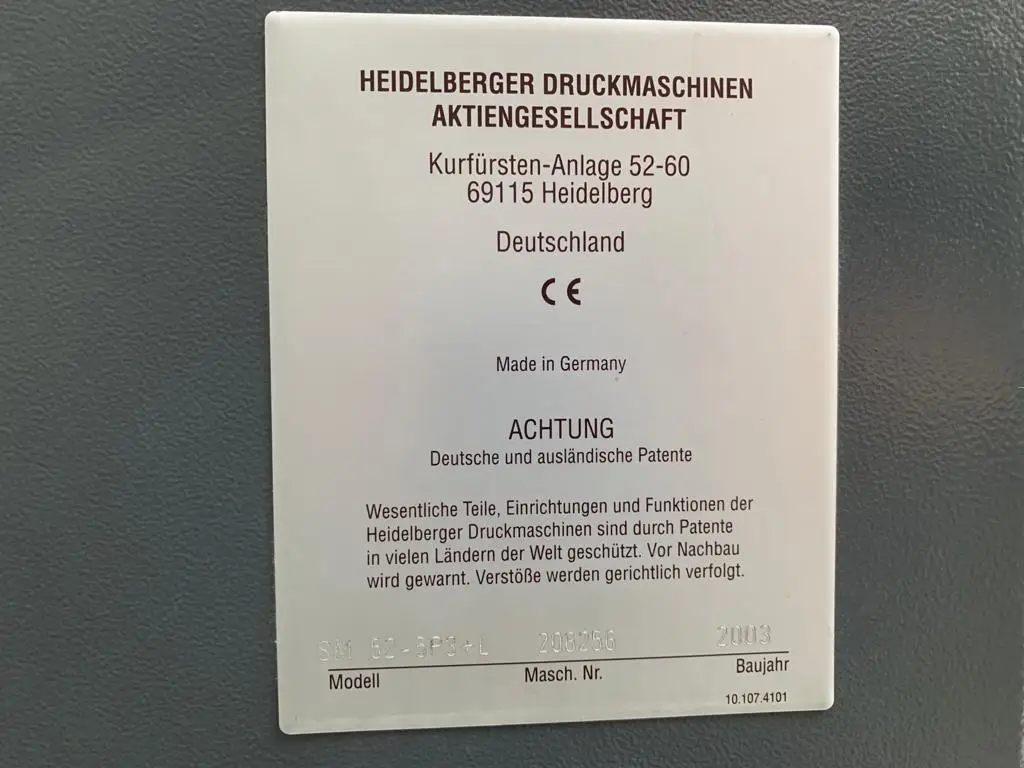 HEIDELBERGER DRUCKMASCHINEN
AKTIENGESELLSCHAFT
Kurfürsten-Anlage 52-60
69115 Heidelberg
Deutschland
CE
Made in Germany
ACHTUNG
Deutsche und ausländische Patente
Wesentliche Teile, Einrichtungen und Funktionen der
Heidelberger Druckmaschinen sind durch Patente
in vielen Ländern der Welt geschützt. Vor Nachbau
wird gewarnt. Verstöße werden gerichtlich verfolgt.
SM 208256 2003
Modell Masch. Nr. Baujahr
10.107.4101